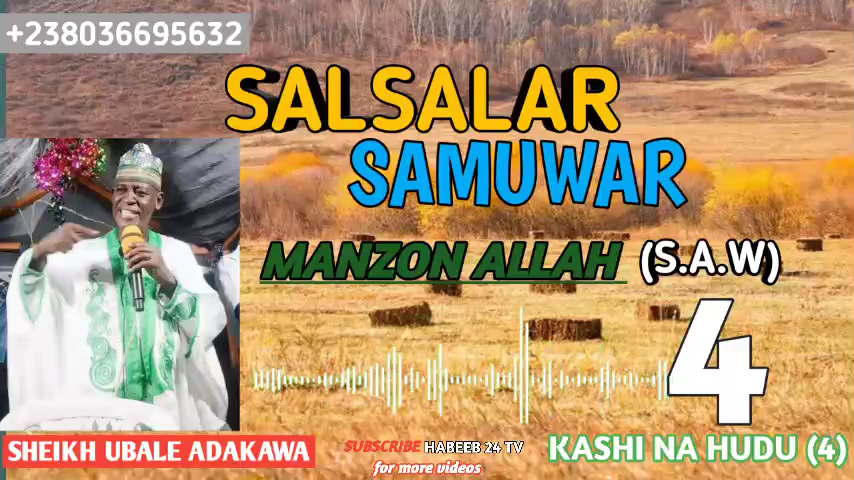 +238036695632
SALSALAR
SAMUWAR
MANZON ALLAH (S.A.W)
4
SHEIKH UBALE ADAKAWA
SUBSCRIBE HABEEB 24 TV
for more videos
KASHI NA HUDU (4)